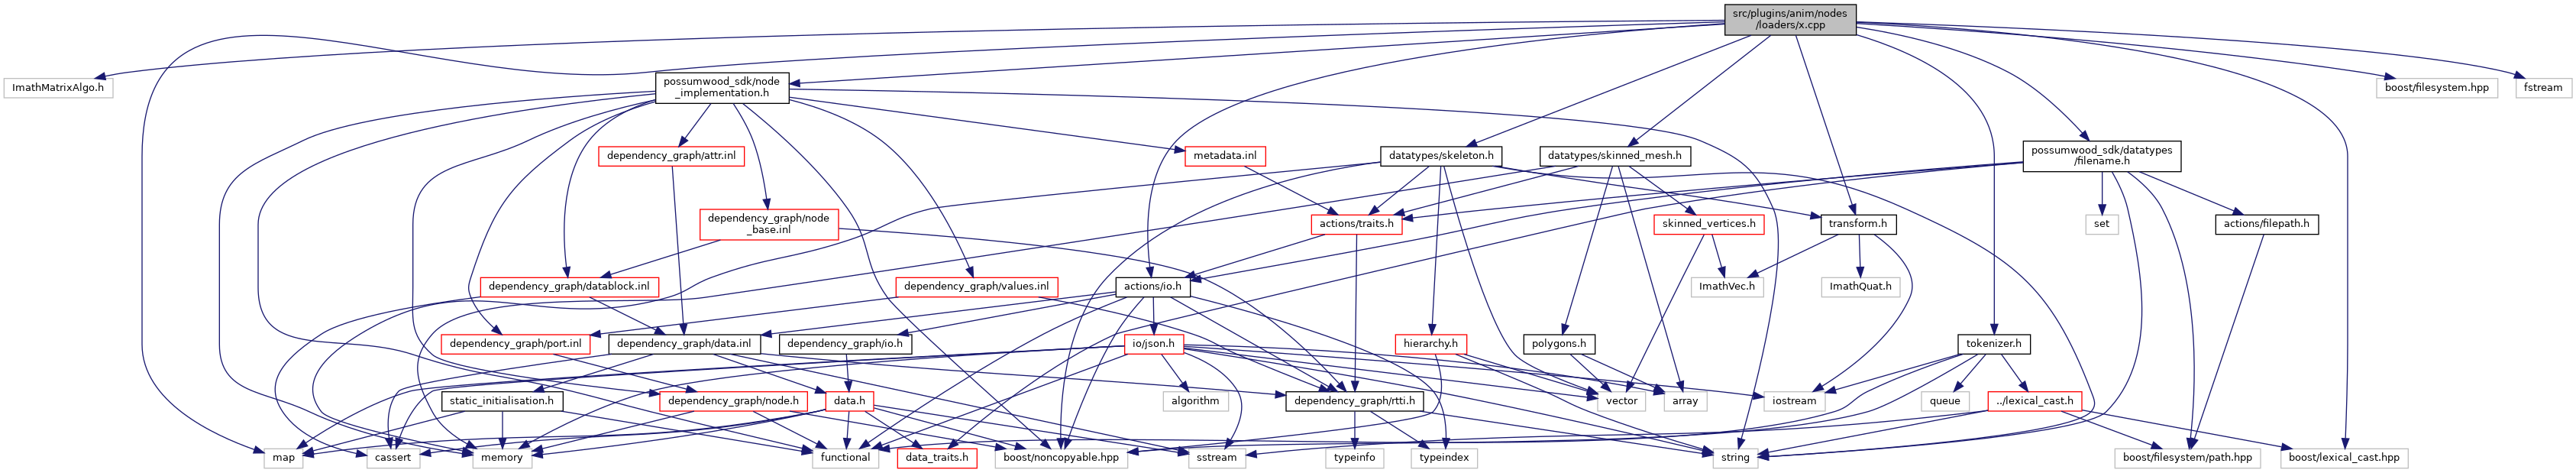 src/plugins/anim/nodes
/loaders/x.cpp
ImathMatrixAlgo.h
possumwood_sdk/node
_implementation.h
boost/filesystem.hpp
fstream
dependency_graph/attr.inl
metadata.inl
datatypes/skeleton.h
datatypes/skinned_mesh.h
possumwood_sdk/datatypes
/filename.h
dependency_graph/node
_base.inl
actions/traits.h
skinned_vertices.h
transform.h
set
actions/filepath.h
dependency_graph/datablock.inl
dependency_graph/values.inl
actions/io.h
ImathVec.h
ImathQuat.h
dependency_graph/port.inl
dependency_graph/data.inl
dependency_graph/io.h
io/json.h
hierarchy.h
polygons.h
tokenizer.h
static_initialisation.h
dependency_graph/node.h
data.h
algorithm
dependency_graph/rtti.h
vector
array
iostream
queue
../lexical_cast.h
map
cassert
memory
functional
data_traits.h
boost/noncopyable.hpp
sstream
typeinfo
typeindex
string
boost/filesystem/path.hpp
boost/lexical_cast.hpp